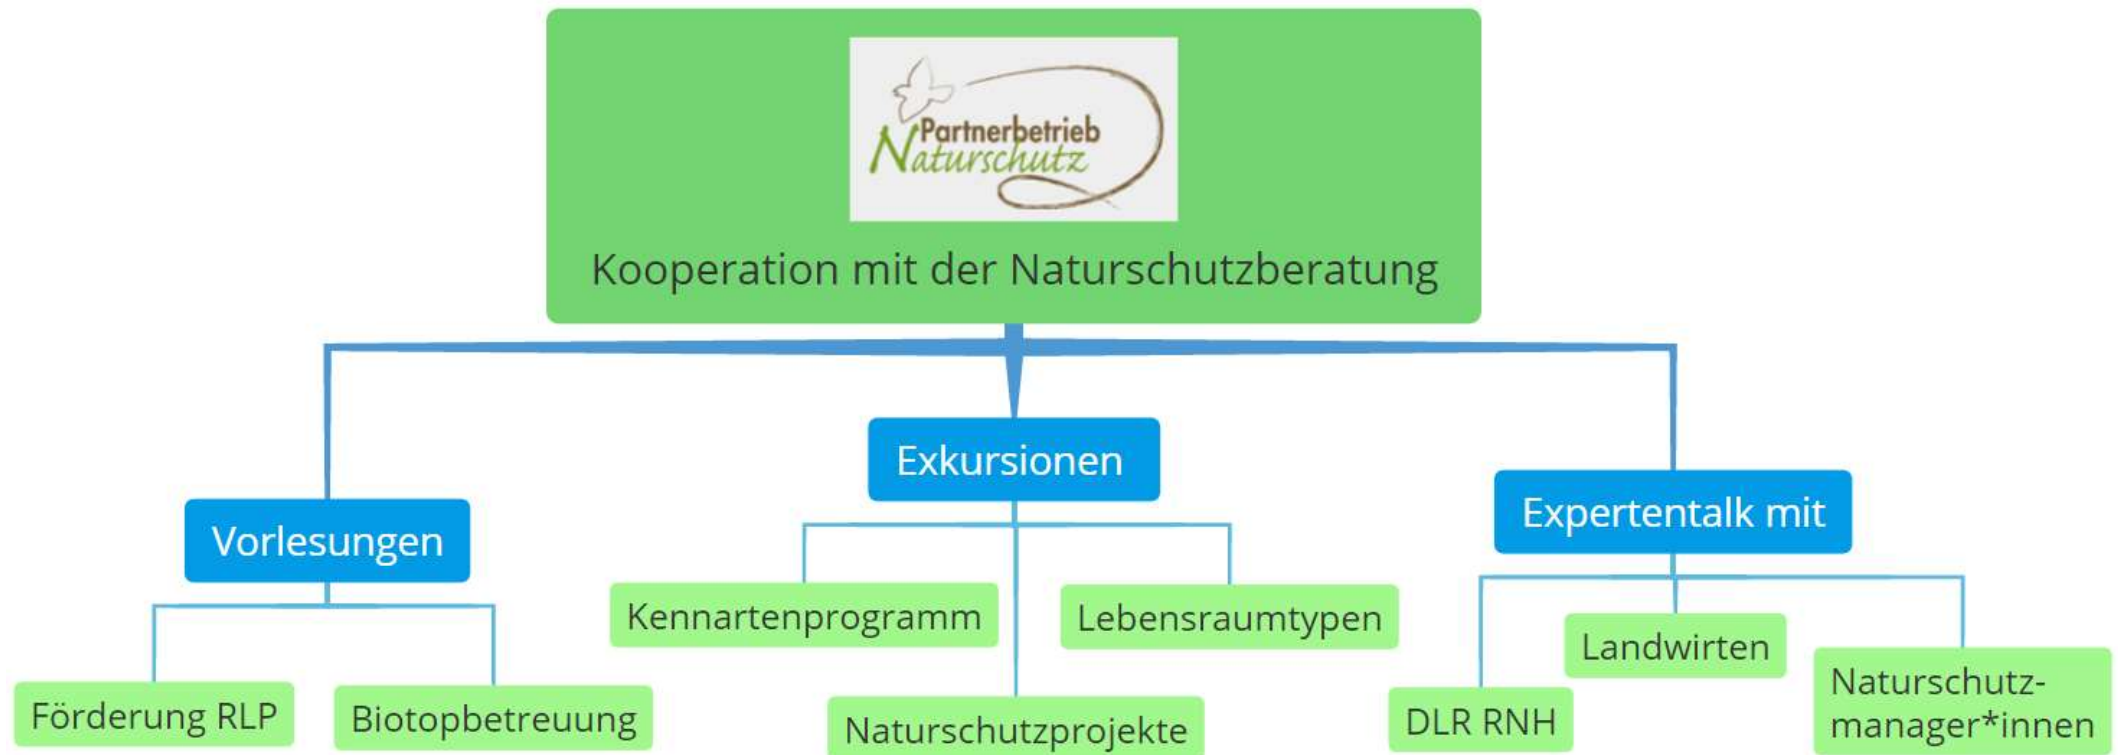 Partnerbetrieb
Naturschutz
Kooperation mit der Naturschutzberatung
Vorlesungen
Förderung RLP
Biotopbetreuung
Exkursionen
Kennartenprogramm
Naturschutzprojekte
Lebensraumtypen
Expertentalk mit
DLR RNH
Landwirten
Naturschutz-
manager*innen